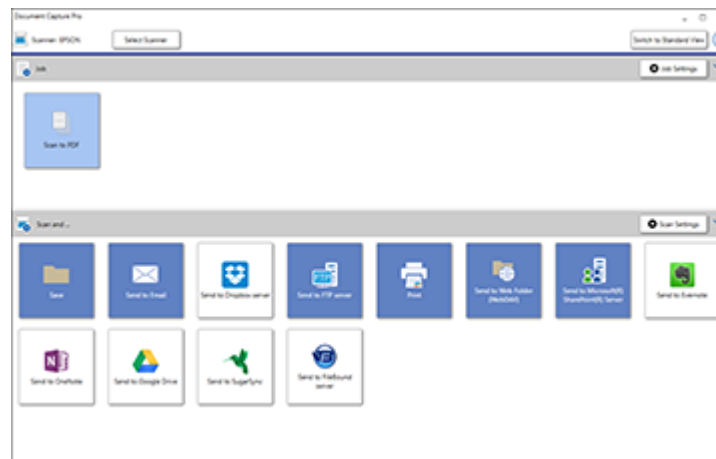 Document Capture Pro
Scanner: EPSON
Select Scanner
Switch to Standard View
Job
Job Settings
Scan to PDF
Scan and...
Scan Settings
Save
Send to Email
Send to Dropbox server
FTP
Send to FTP server
Print
Send to Web Folder
(WebDAV)
Send to Microsoft(R)
SharePoint(R) Server
Send to Evernote
N
Send to OneNote
Send to Google Drive
Send to SugarSync
Send to FileBound
server